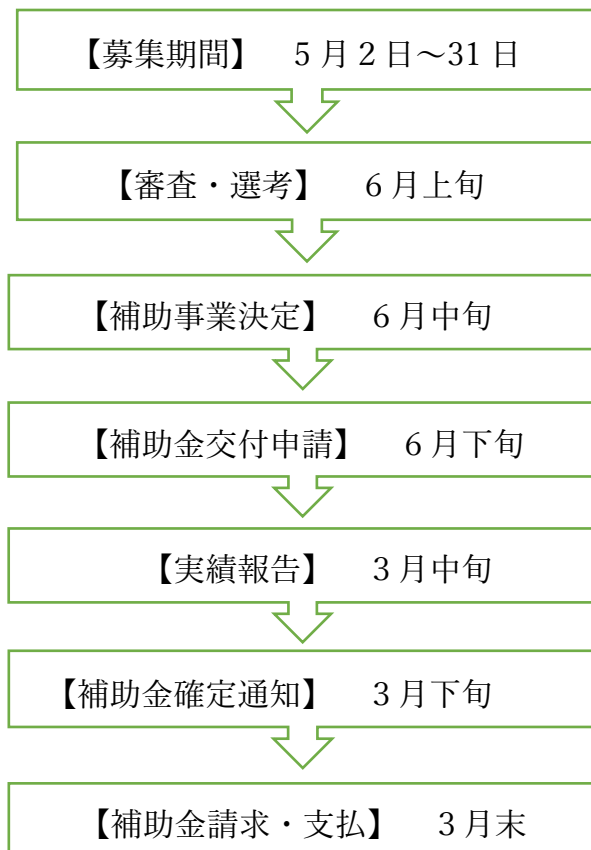 【募集期間】　５月２日～31 日
【審査・選考】　６月上旬
【補助事業決定】　６月中旬
【補助金交付申請】　６月下旬
【実績報告】　３月中旬
【補助金確定通知】　３月下旬
【補助金請求・支払】　３月末